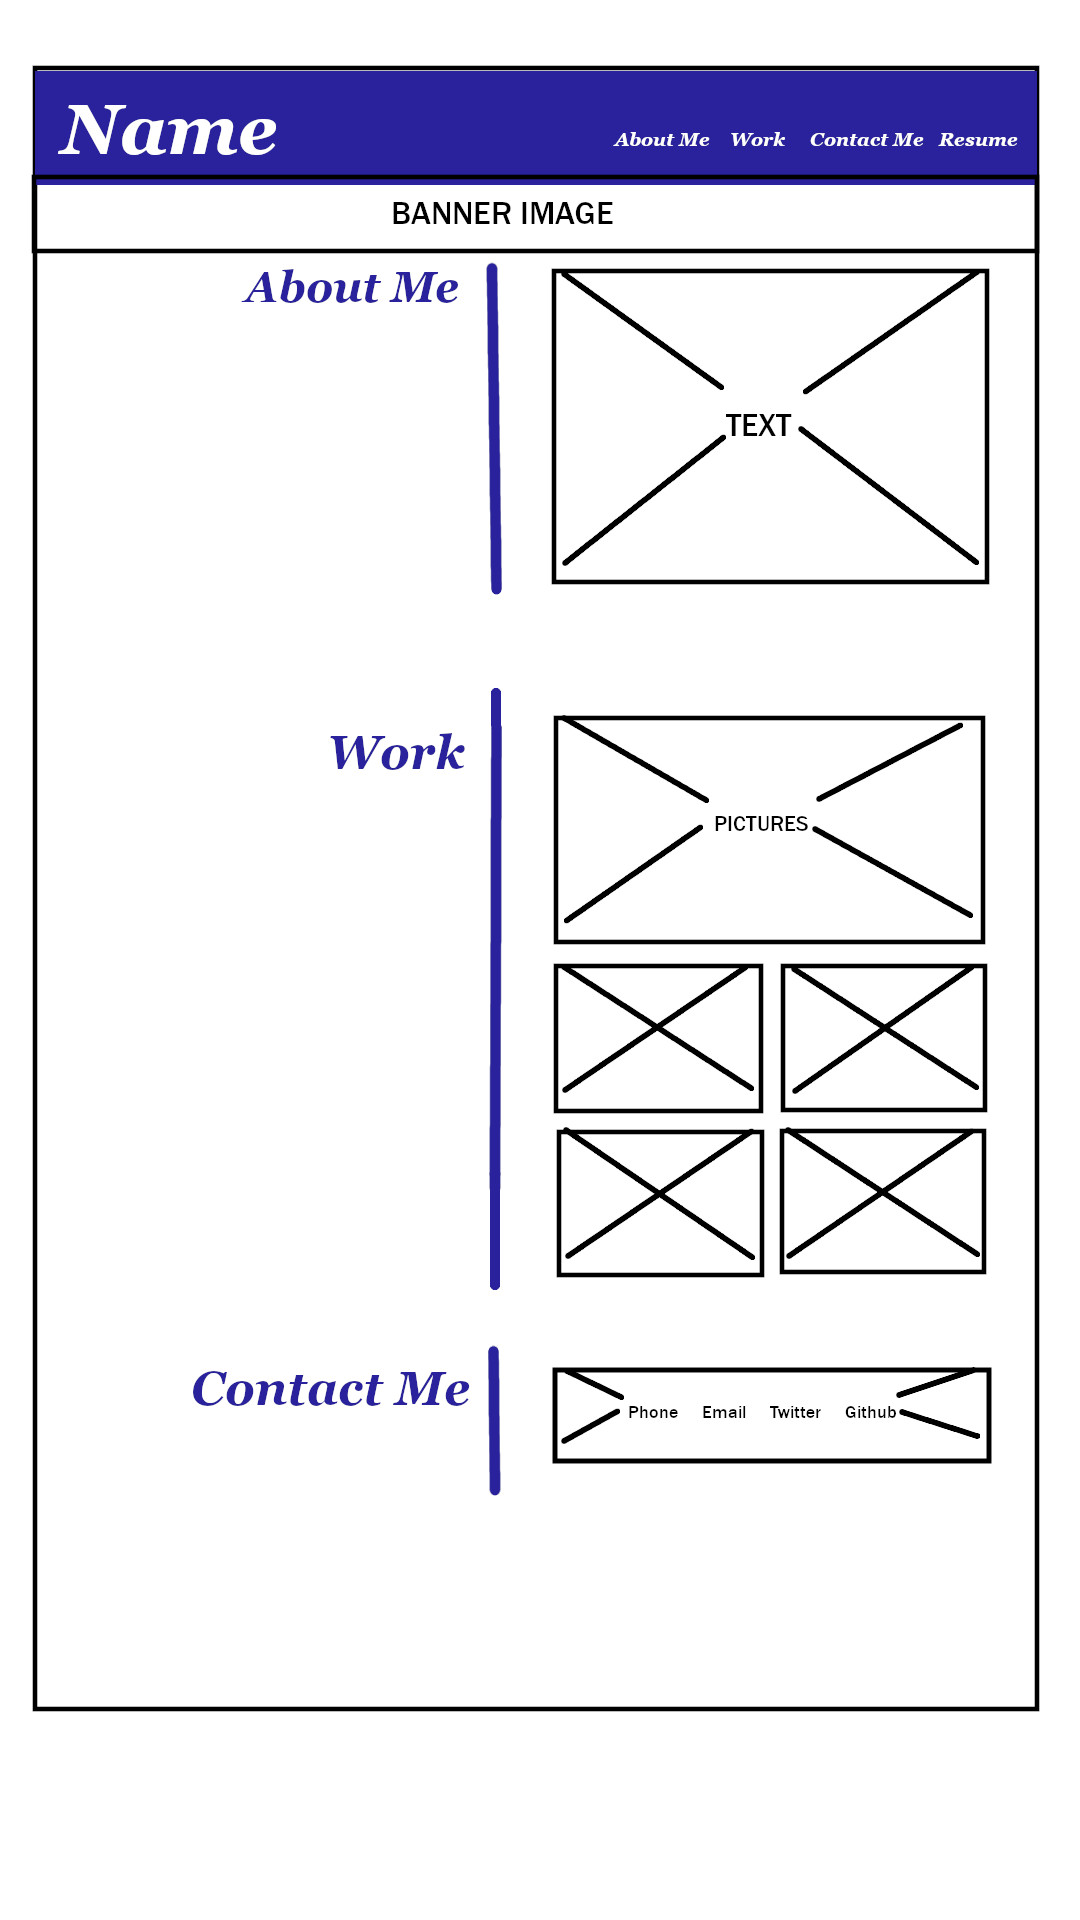 Name
About Me Work Contact Me Resume
BANNER IMAGE
About Me
TEXT
Work
PICTURES
Contact Me
Phone Email Twitter Github